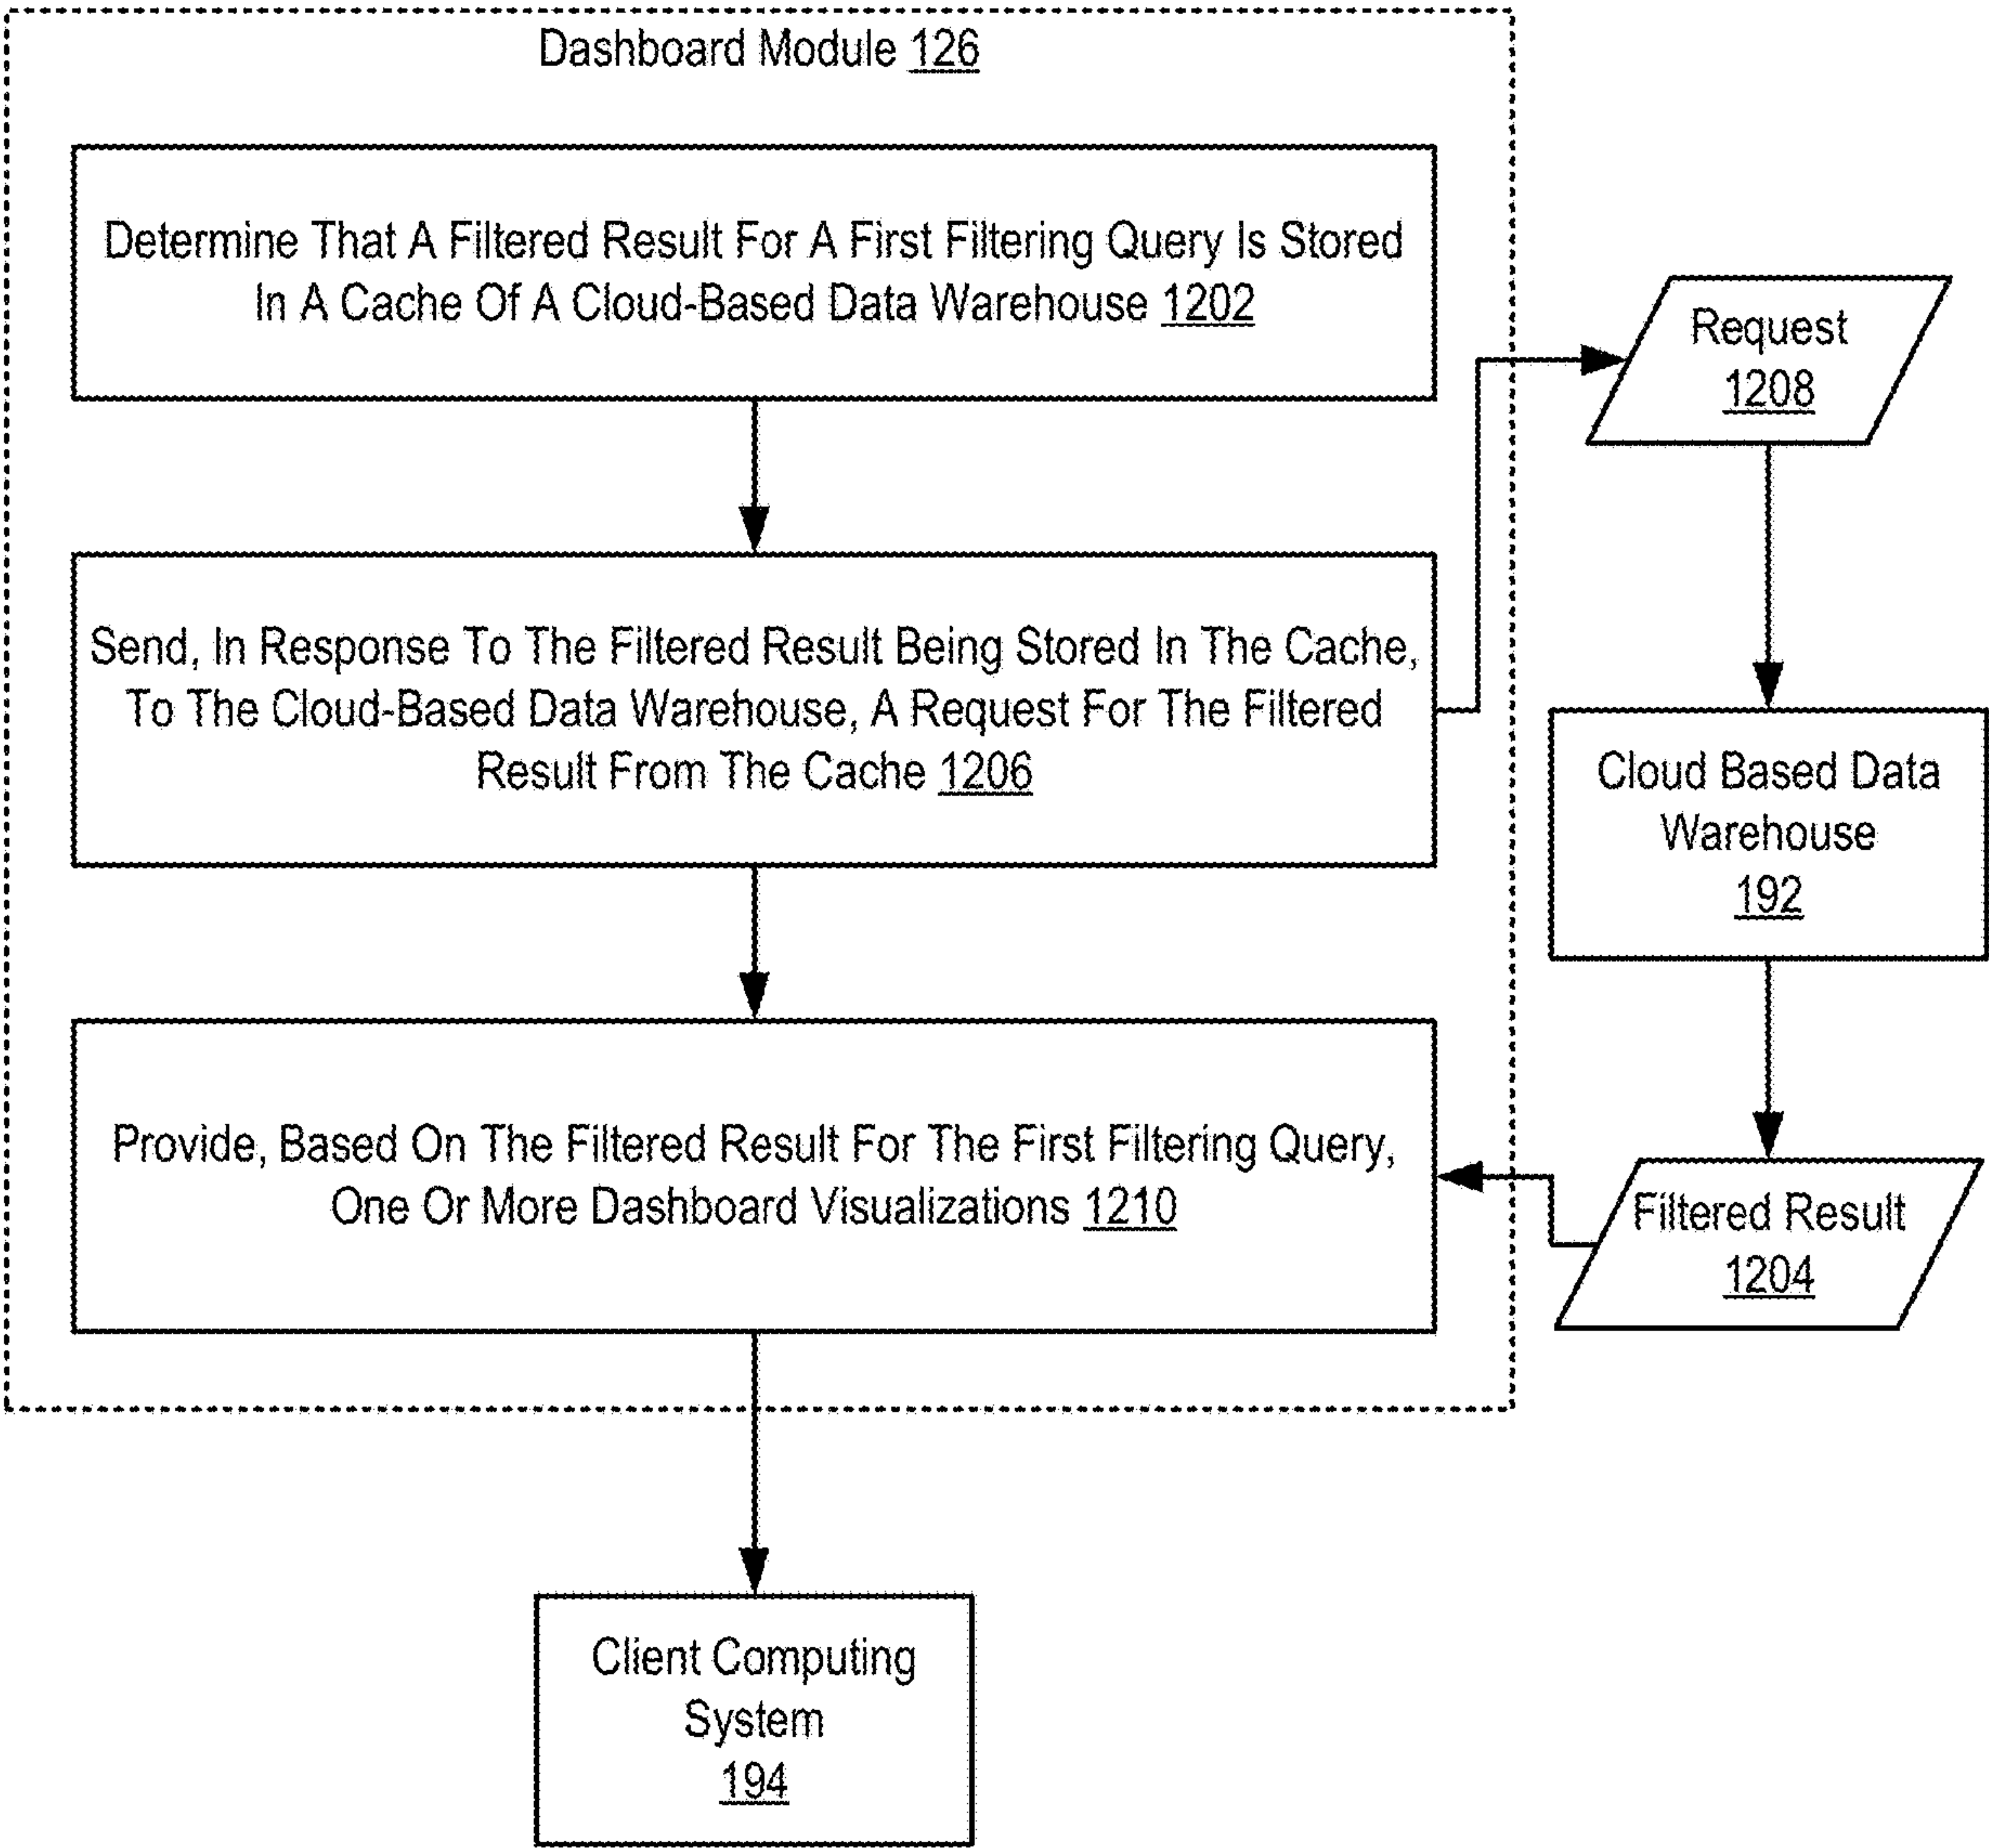 Dashboard Module 126
Determine That A Filtered Result For A First Filtering Query Is Stored
In A Cache Of A Cloud-Based Data Warehouse 1202
Send, In Response To The Filtered Result Being Stored In The Cache,
To The Cloud-Based Data Warehouse, A Request For The Filtered
Result From The Cache 1206
Provide, Based On The Filtered Result For The First Filtering Query,
One Or More Dashboard Visualizations 1210
Request
1208
Cloud Based Data
Warehouse
192
Filtered Result
1204
Client Computing
System
194